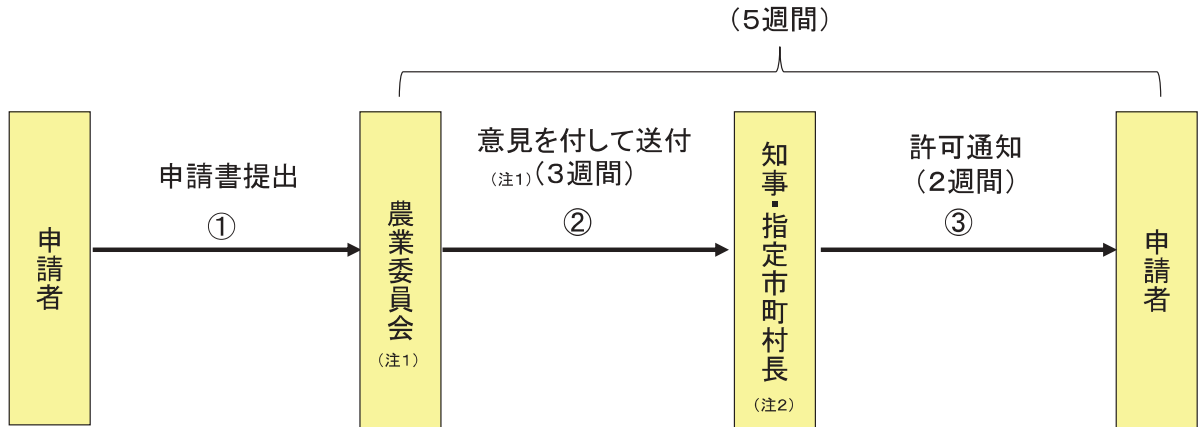 (5週間)
申請者
申請書提出
①
農業委員会
(注1)
意見を付して送付
(注1)(3週間)
②
知事・指定市町村長
(注2)
許可通知
(2週間)
③
申請者